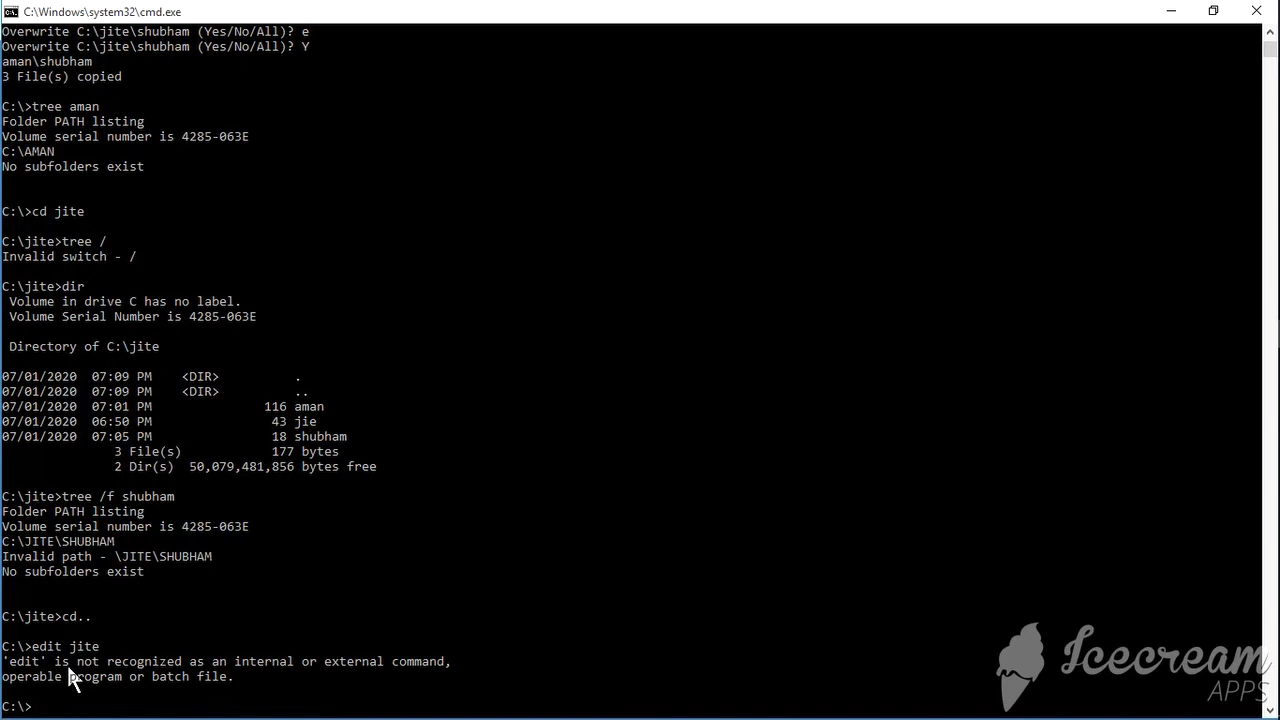 C:\Windows\system32\cmd.exe
Overwrite C:\jite\shubham (Yes/No/All)? e
Overwrite C:\jite\shubham (Yes/No/All)? Y
aman\shubham
3 File(s) copied
C:\>tree aman
Folder PATH listing
Volume serial number is 4285-063E
C:\AMAN
No subfolders exist
C:\>cd jite
C:\jite>tree /
Invalid switch - /
C:\jite>dir
Volume in drive C has no label.
Volume Serial Number is 4285-063E
Directory of C:\jite
07/01/2020  07:09 PM    <DIR>          .
07/01/2020  07:09 PM    <DIR>          ..
07/01/2020  07:01 PM               116 aman
07/01/2020  06:50 PM                43 jie
07/01/2020  07:05 PM                18 shubham
3 File(s)            177 bytes
2 Dir(s)  50,079,481,856 bytes free
C:\jite>tree /f shubham
Folder PATH listing
Volume serial number is 4285-063E
C:\JITE\SHUBHAM
Invalid path - \JITE\SHUBHAM
No subfolders exist
C:\jite>cd..
C:\>edit jite
'edit' is not recognized as an internal or external command,
operable program or batch file.
C:\>
Icecream
APPS